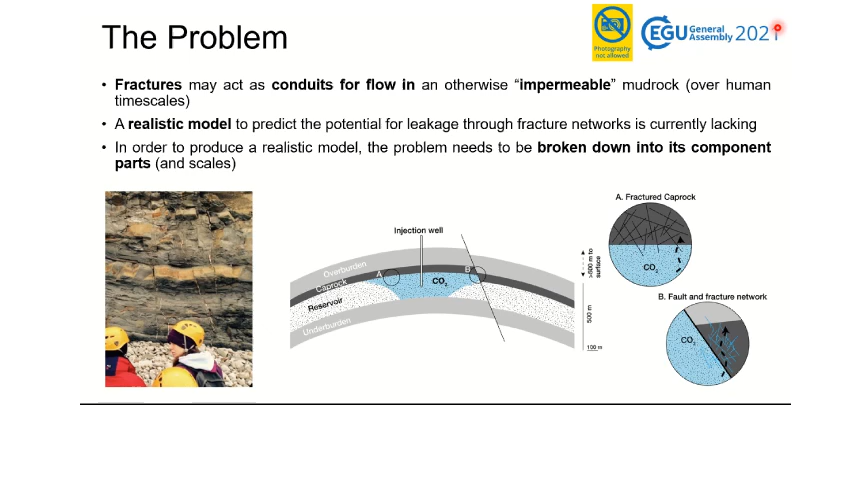 The Problem
Photography
not allowed
EGU General
Assembly 2021
• Fractures may act as conduits for flow in an otherwise “impermeable” mudrock (over human
timescales)
• A realistic model to predict the potential for leakage through fracture networks is currently lacking
• In order to produce a realistic model, the problem needs to be broken down into its component
parts (and scales)
Injection well
Overburden
Caprock
Reservoir
Underburden
A
B
CO₂
>800 m to
surface
500 m
100 m
A. Fractured Caprock
CO₂
B. Fault and fracture network
CO₂